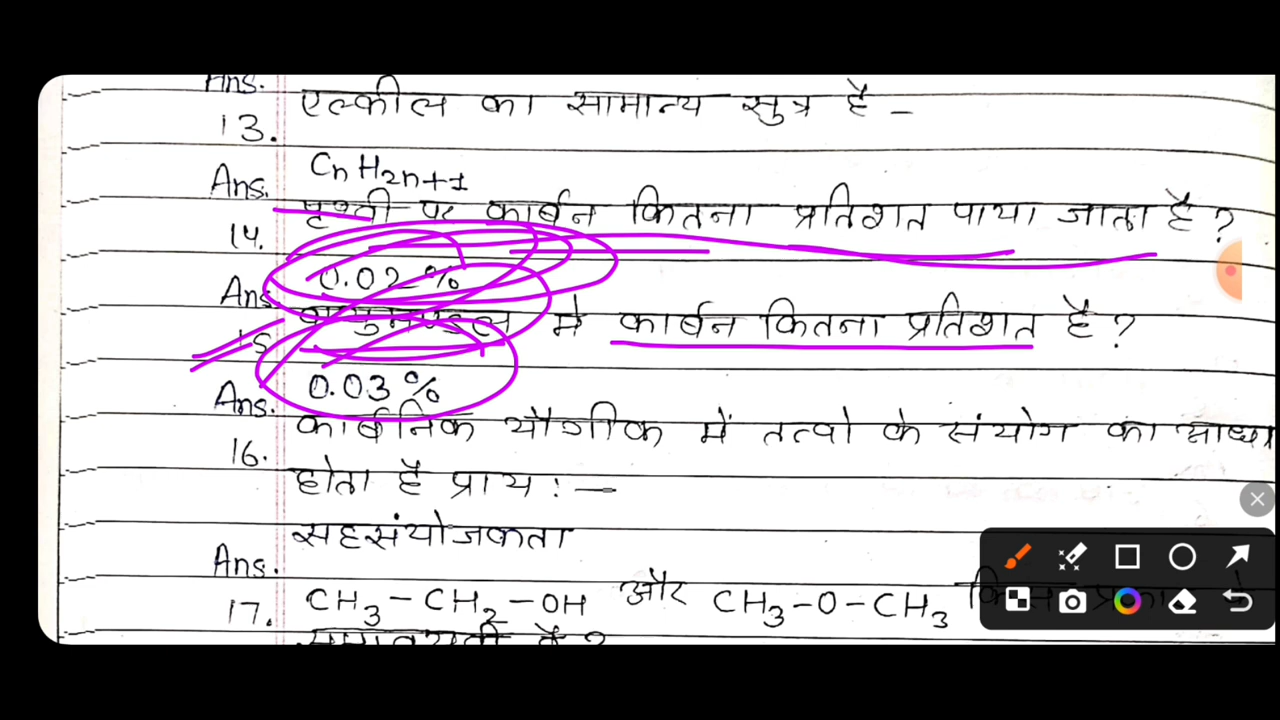 Ans.
13. एल्कील का सामान्य सुत्र है –
Ans. CnH2n+1
14. पृथ्वी पर कार्बन कितना प्रतिशत पाया जाता है ?
Ans. 0.02 %
15 वायुमण्डल में कार्बन कितना प्रतिशत है ?
Ans. 0.03 %
16. कार्बनिक यौगीक में तत्वो के संयोग का आधा
होता है प्राय : –
Ans. सहसंयोजकता
17. CH3 – CH2 – OH और CH3 – O – CH3